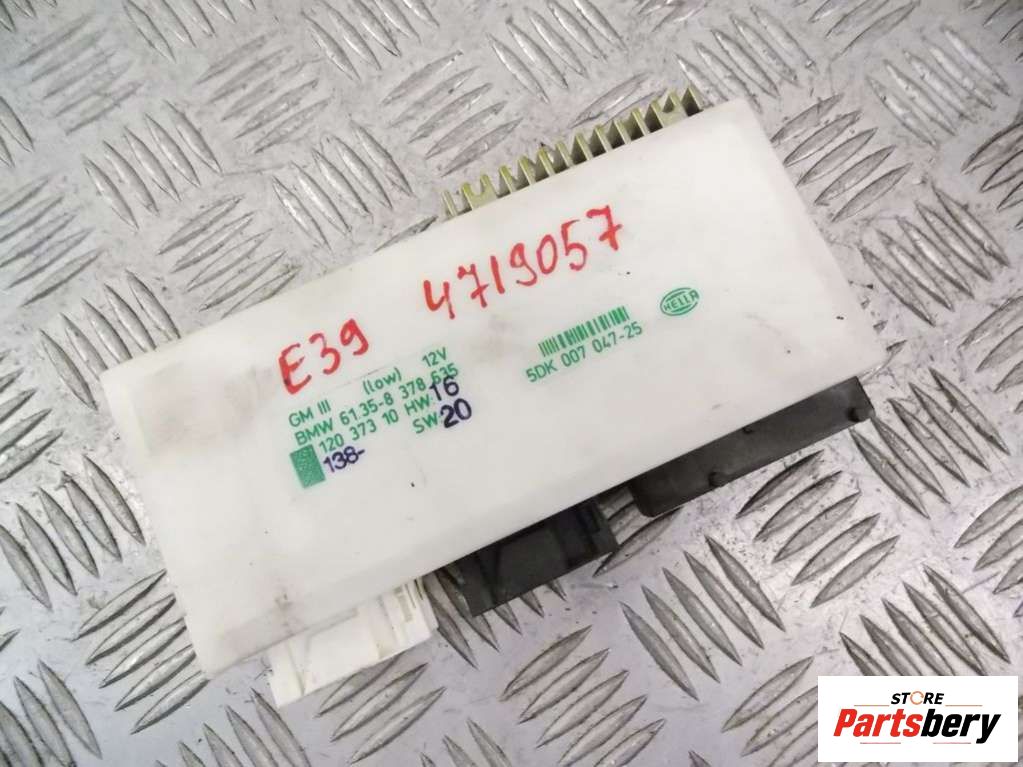 E39 4719057
GM III (low) 12V
BMW 61.35-8 378 635
120 373 10 HW: 16
SW: 20
138-
5DK 007 047-25
HELLA
STORE
Partsbery